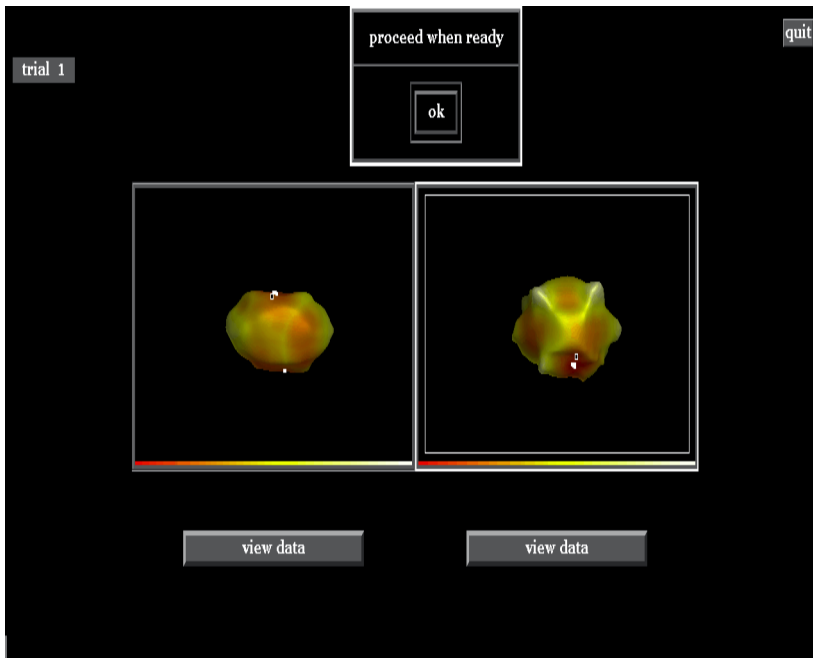 proceed when ready
quit
trial 1
ok
view data
view data